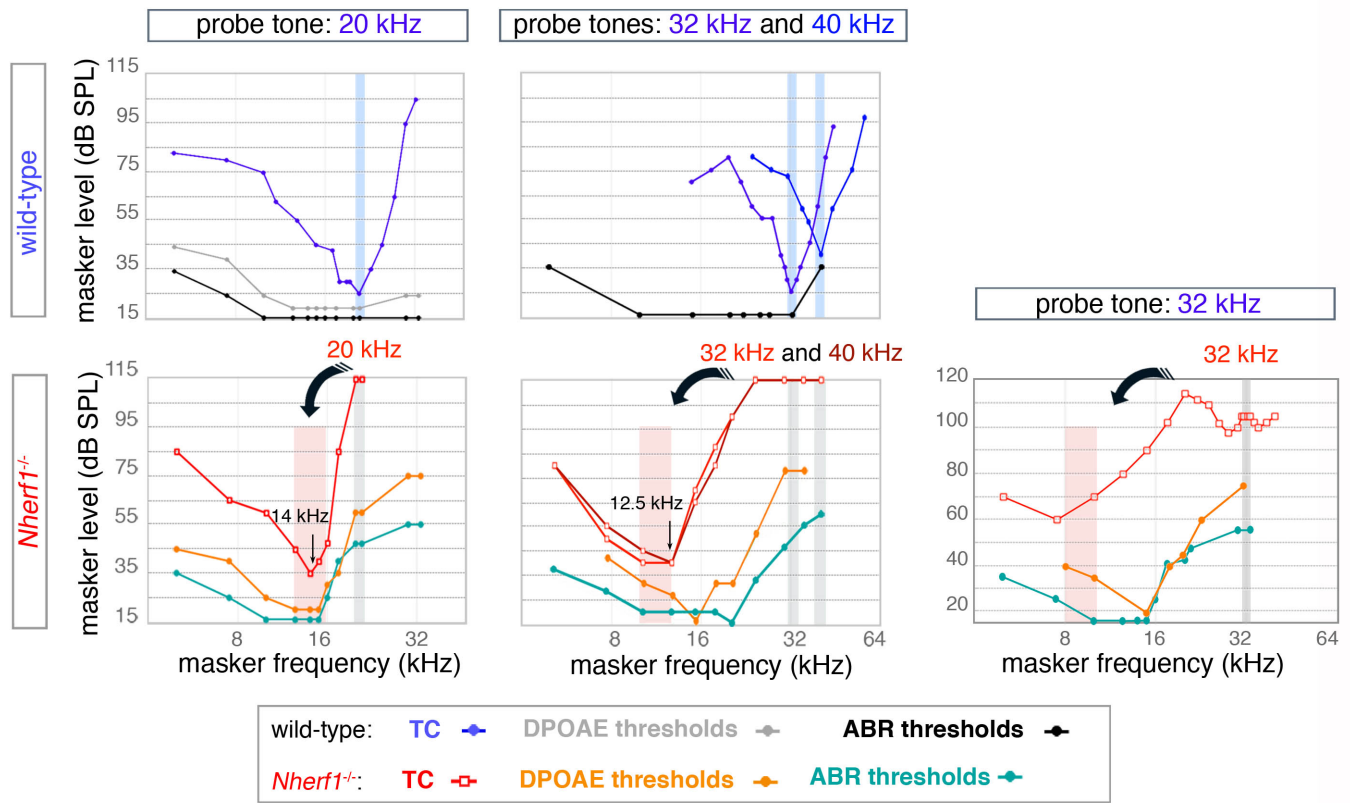 probe tone: 20 kHz
probe tones: 32 kHz and 40 kHz
wild-type
masker level (dB SPL)
115
95
75
55
35
15
probe tone: 32 kHz
Nherf1-/-
masker level (dB SPL)
20 kHz
115
95
75
55
35
15
14 kHz
8
16
32
masker frequency (kHz)
32 kHz and 40 kHz
12.5 kHz
8
16
32
64
masker frequency (kHz)
32 kHz
120
100
80
60
40
20
8
16
32
64
masker frequency (kHz)
wild-type: TC DPOAE thresholds ABR thresholds
Nherf1-/-: TC DPOAE thresholds ABR thresholds